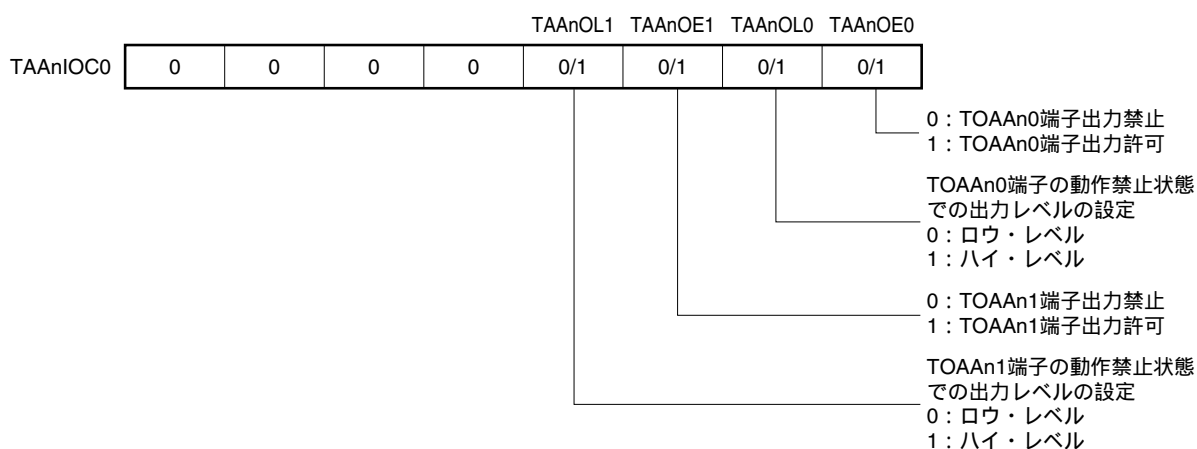 TAAnOL1 TAAnOE1 TAAnOL0 TAAnOE0
TAAnIOC0 0 0 0 0 0/1 0/1 0/1 0/1
0：TOAAn0端子出力禁止
1：TOAAn0端子出力許可
TOAAn0端子の動作禁止状態
での出力レベルの設定
0：ロウ・レベル
1：ハイ・レベル
0：TOAAn1端子出力禁止
1：TOAAn1端子出力許可
TOAAn1端子の動作禁止状態
での出力レベルの設定
0：ロウ・レベル
1：ハイ・レベル